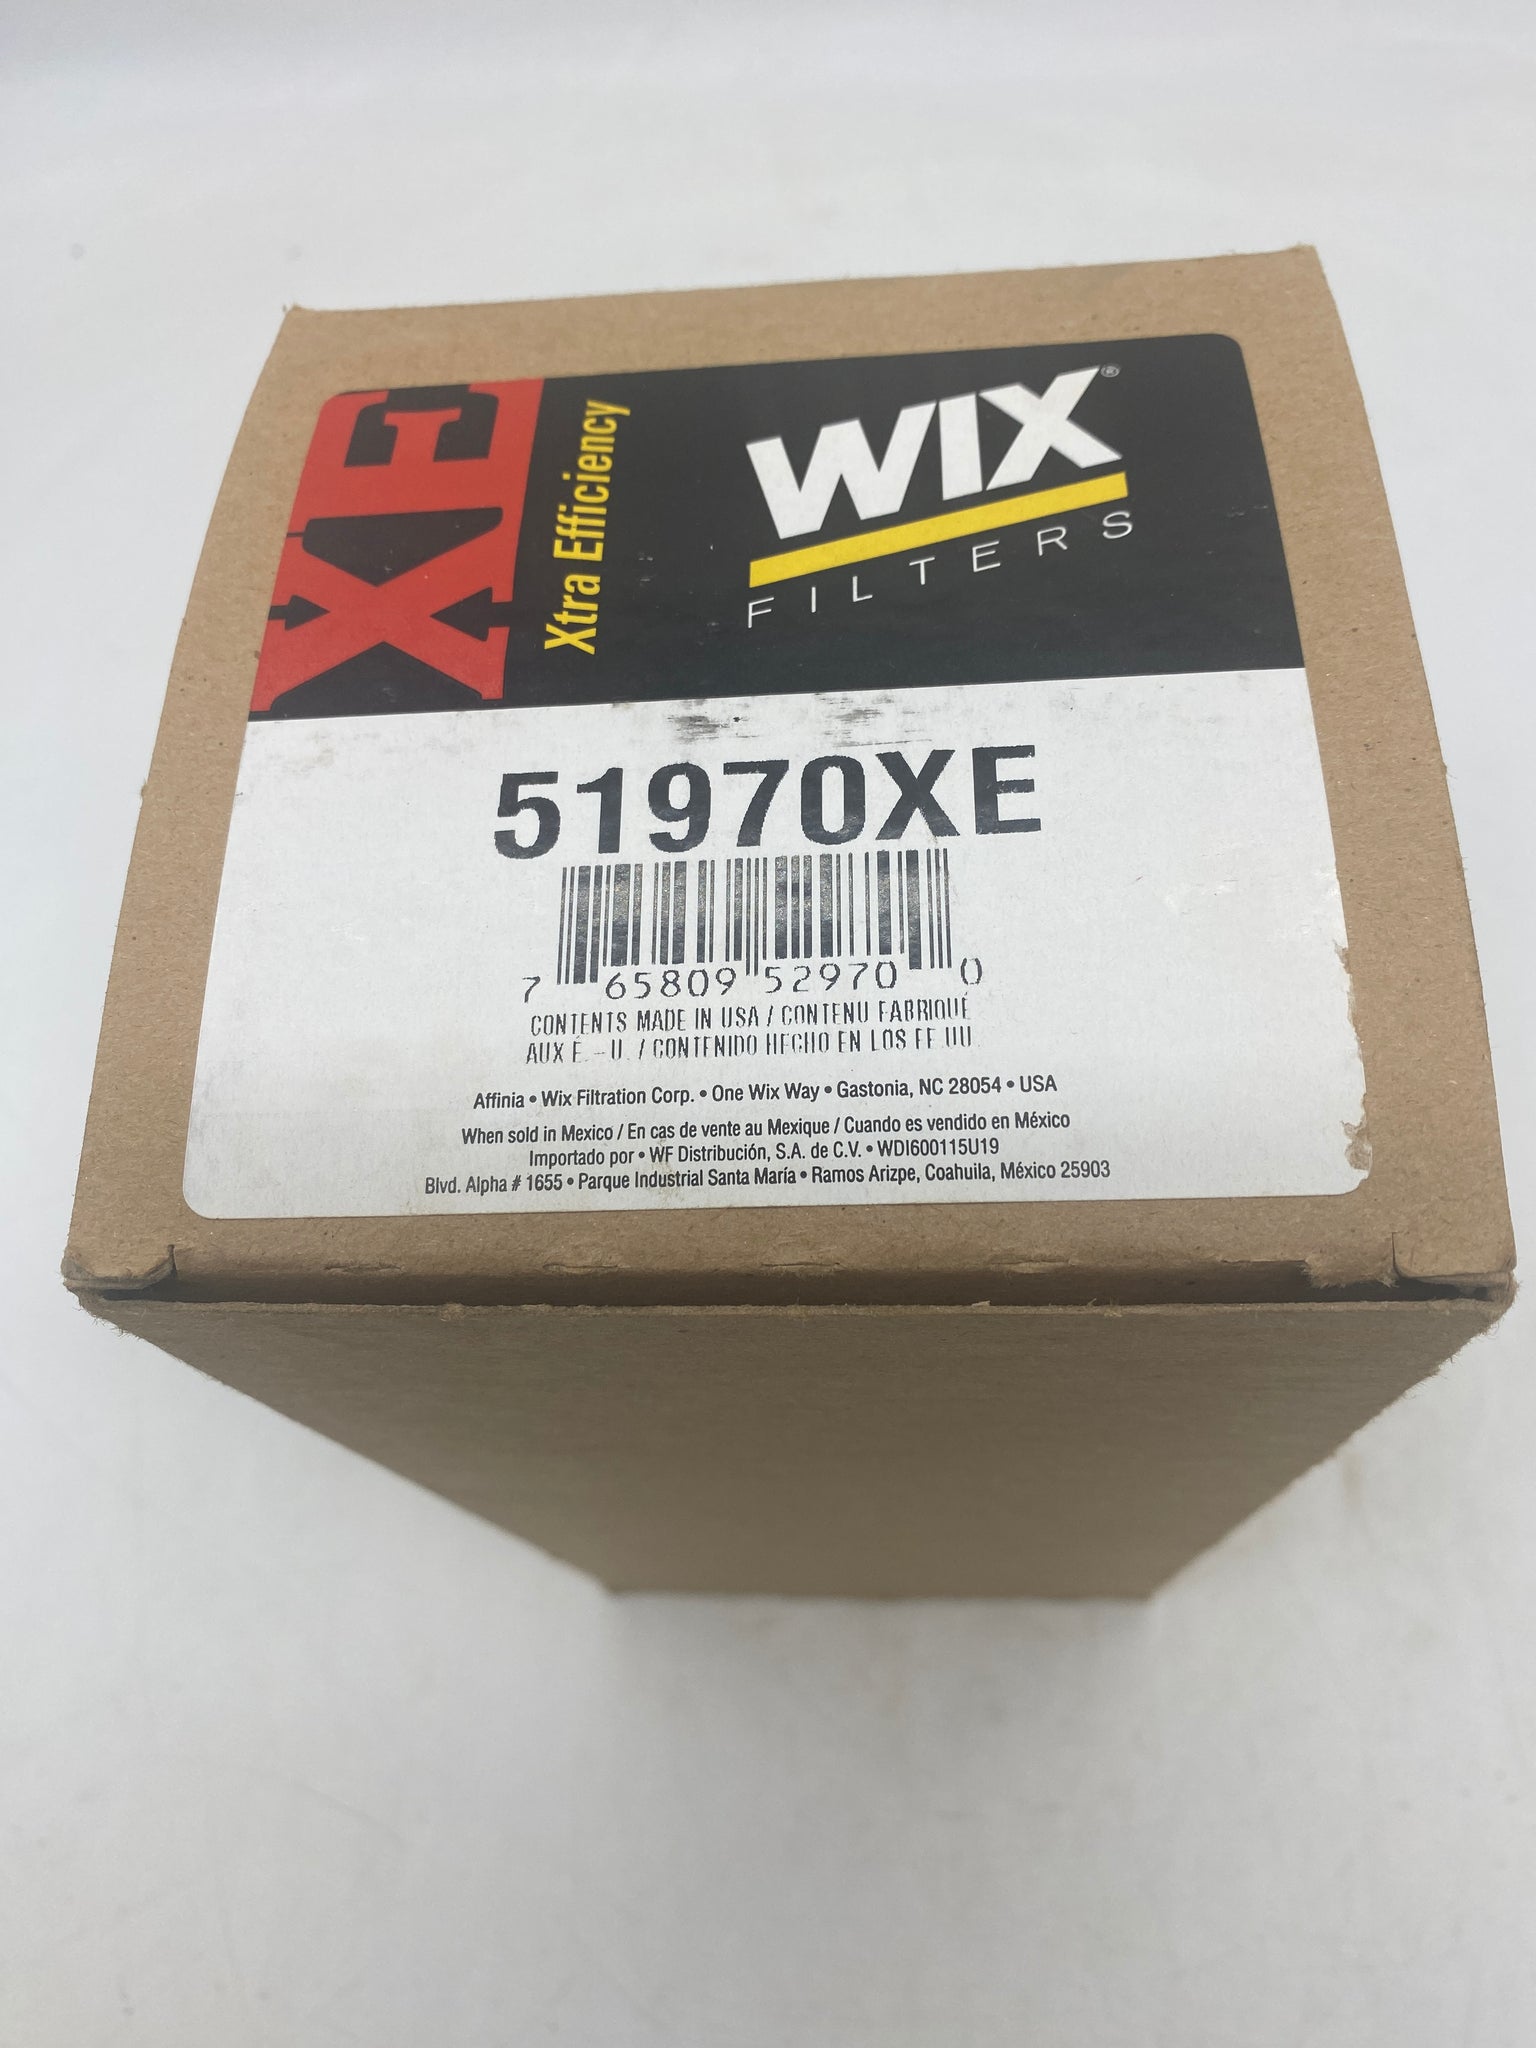 XE
Xtra Efficiency
WIX®
FILTERS
51970XE
7 65809 52970 0
CONTENTS MADE IN USA / CONTENU FABRIQUÉ
AUX É.-U. / CONTENIDO HECHO EN LOS EE.UU.
Affinia • Wix Filtration Corp. • One Wix Way • Gastonia, NC 28054 • USA
When sold in Mexico / En cas de vente au Mexique / Cuando es vendido en México
Importado por • WF Distribución, S.A. de C.V. • WDI600115U19
Blvd. Alpha # 1655 • Parque Industrial Santa María • Ramos Arizpe, Coahuila, México 25903